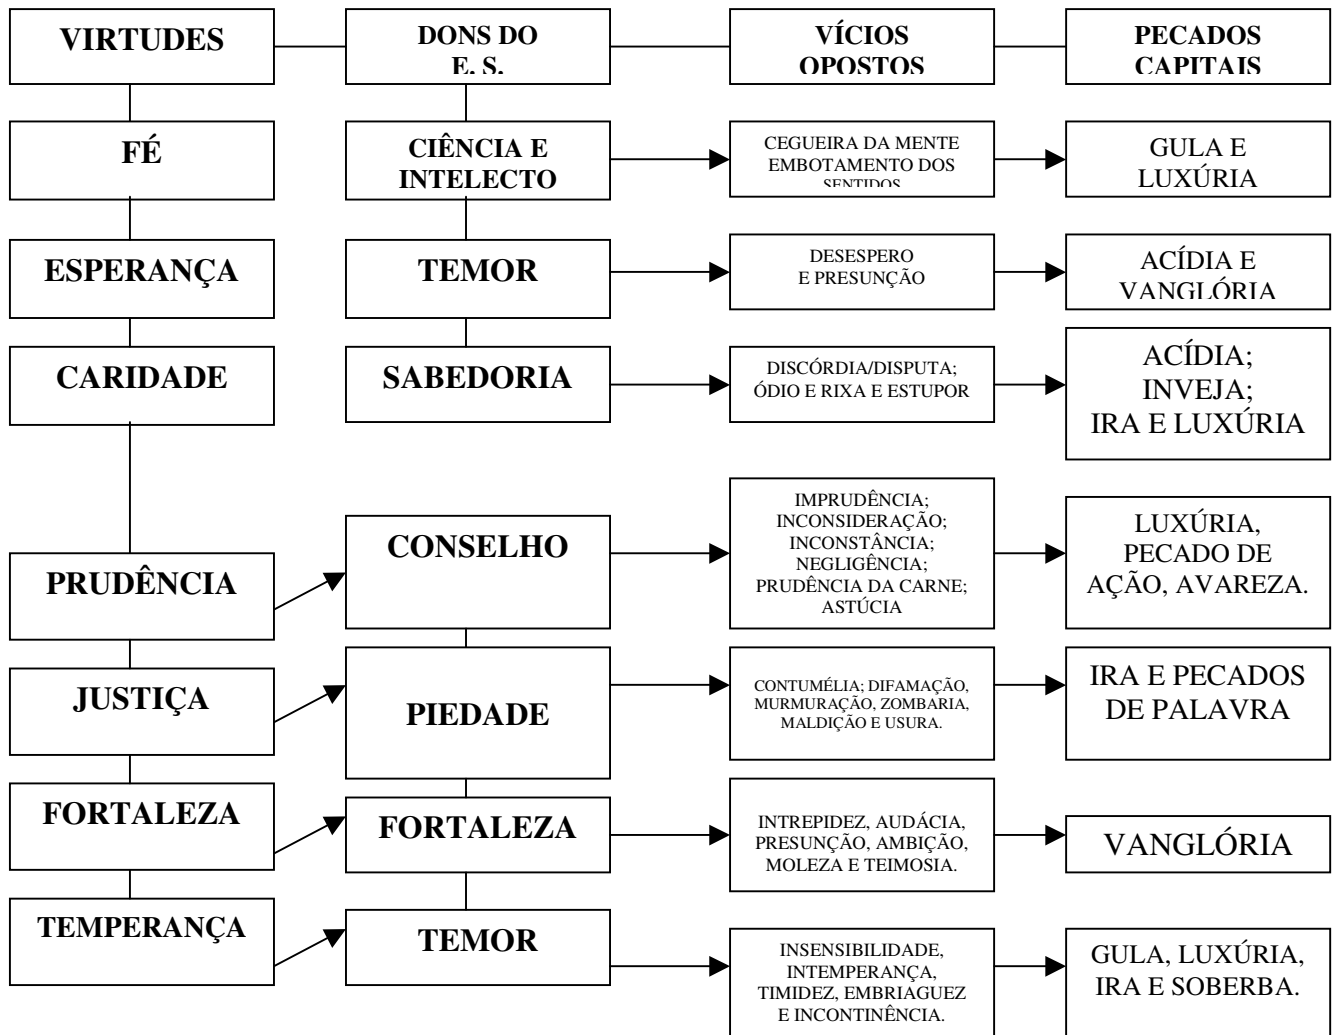 VIRTUDES
DONS DO
E. S.
VÍCIOS
OPOSTOS
PECADOS
CAPITAIS
FÉ
CIÊNCIA E
INTELECTO
CEGUEIRA DA MENTE
EMBOTAMENTO DOS
SENTIDOS
GULA E
LUXÚRIA
ESPERANÇA
TEMOR
DESESPERO
E PRESUNÇÃO
ACÍDIA E
VANGLÓRIA
CARIDADE
SABEDORIA
DISCÓRDIA/DISPUTA;
ÓDIO E RIXA E ESTUPOR
ACÍDIA;
INVEJA;
IRA E LUXÚRIA
PRUDÊNCIA
CONSELHO
IMPRUDÊNCIA;
INCONSIDERAÇÃO;
INCONSTÂNCIA;
NEGLIGÊNCIA;
PRUDÊNCIA DA CARNE;
ASTÚCIA
LUXÚRIA,
PECADO DE
AÇÃO, AVAREZA.
JUSTIÇA
PIEDADE
CONTUMÉLIA; DIFAMAÇÃO,
MURMURAÇÃO, ZOMBARIA,
MALDIÇÃO E USURA.
IRA E PECADOS
DE PALAVRA
FORTALEZA
FORTALEZA
INTREPIDEZ, AUDÁCIA,
PRESUNÇÃO, AMBIÇÃO,
MOLEZA E TEIMOSIA.
VANGLÓRIA
TEMPERANÇA
TEMOR
INSENSIBILIDADE,
INTEMPERANÇA,
TIMIDEZ, EMBRIAGUEZ
E INCONTINÊNCIA.
GULA, LUXÚRIA,
IRA E SOBERBA.